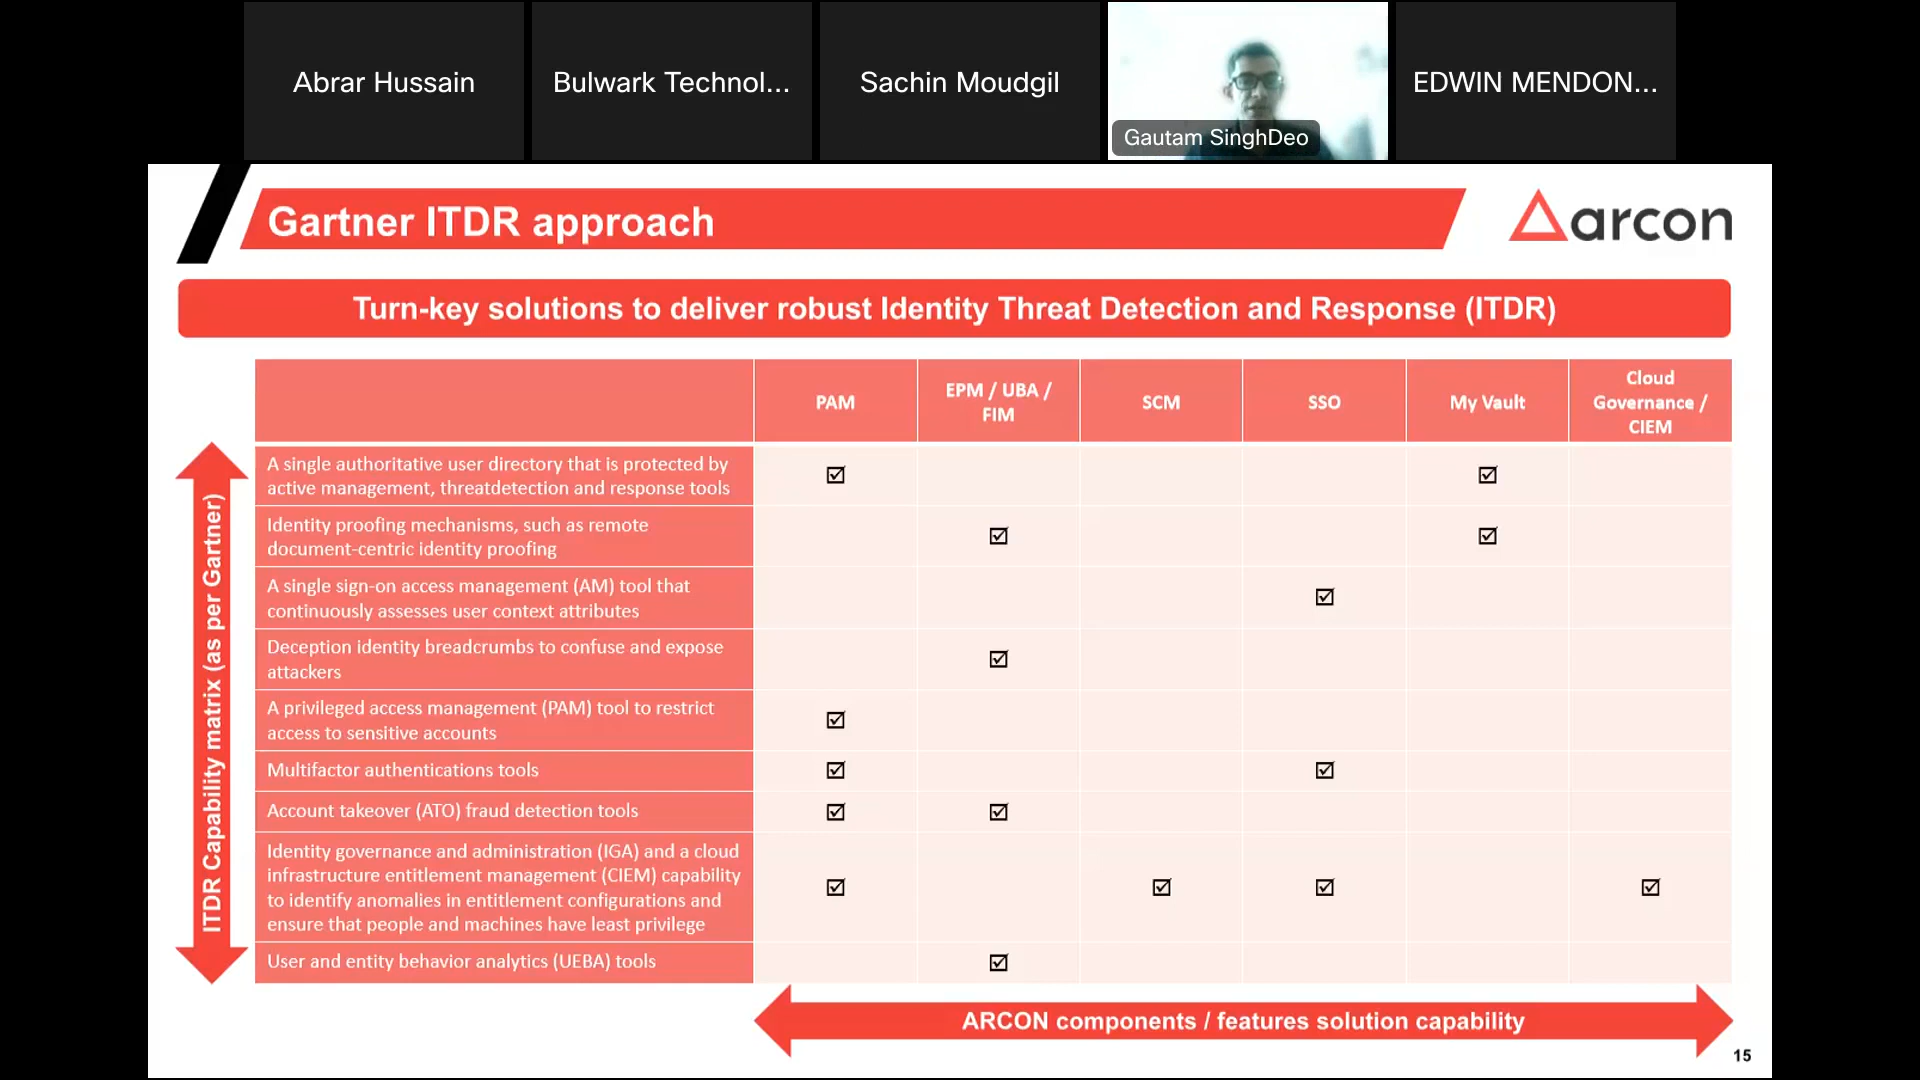 Abrar Hussain
Bulwark Technol...
Sachin Moudgil
Gautam SinghDeo
EDWIN MENDON...
Gartner ITDR approach
arcon
Turn-key solutions to deliver robust Identity Threat Detection and Response (ITDR)
PAM
EPM / UBA /
FIM
SCM
SSO
My Vault
Cloud
Governance /
CIEM
ITDR Capability matrix (as per Gartner)
A single authoritative user directory that is protected by
active management, threatdetection and response tools
☑
☑
Identity proofing mechanisms, such as remote
document-centric identity proofing
☑
☑
A single sign-on access management (AM) tool that
continuously assesses user context attributes
☑
Deception identity breadcrumbs to confuse and expose
attackers
☑
A privileged access management (PAM) tool to restrict
access to sensitive accounts
☑
Multifactor authentications tools
☑
☑
Account takeover (ATO) fraud detection tools
☑
☑
Identity governance and administration (IGA) and a cloud
infrastructure entitlement management (CIEM) capability
to identify anomalies in entitlement configurations and
ensure that people and machines have least privilege
☑
☑
☑
☑
User and entity behavior analytics (UEBA) tools
☑
ARCON components / features solution capability
15